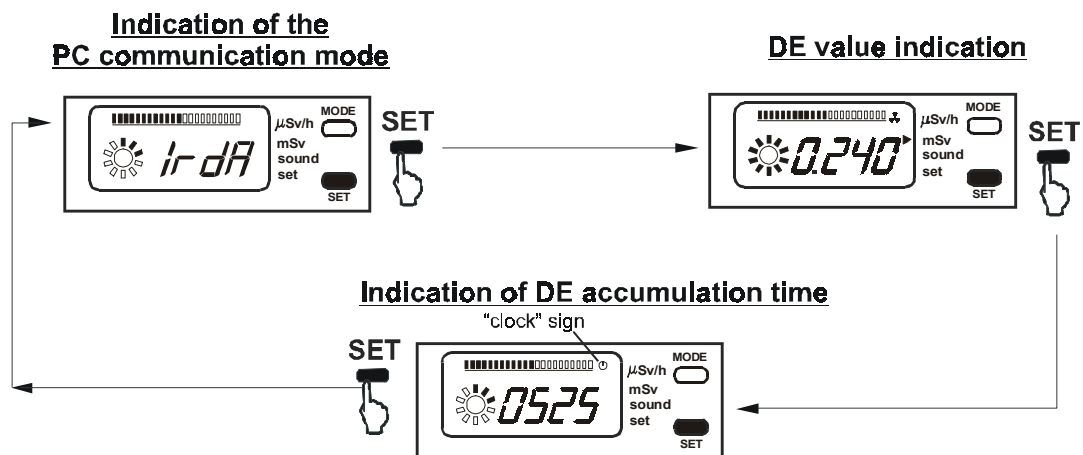 Indication of the
PC communication mode
DE value indication
MODE
μSv/h
mSv
sound
set
SET
IrdA
SET
MODE
μSv/h
mSv
sound
set
SET
0.240
SET
Indication of DE accumulation time
“clock” sign
SET
MODE
μSv/h
mSv
sound
set
SET
0525